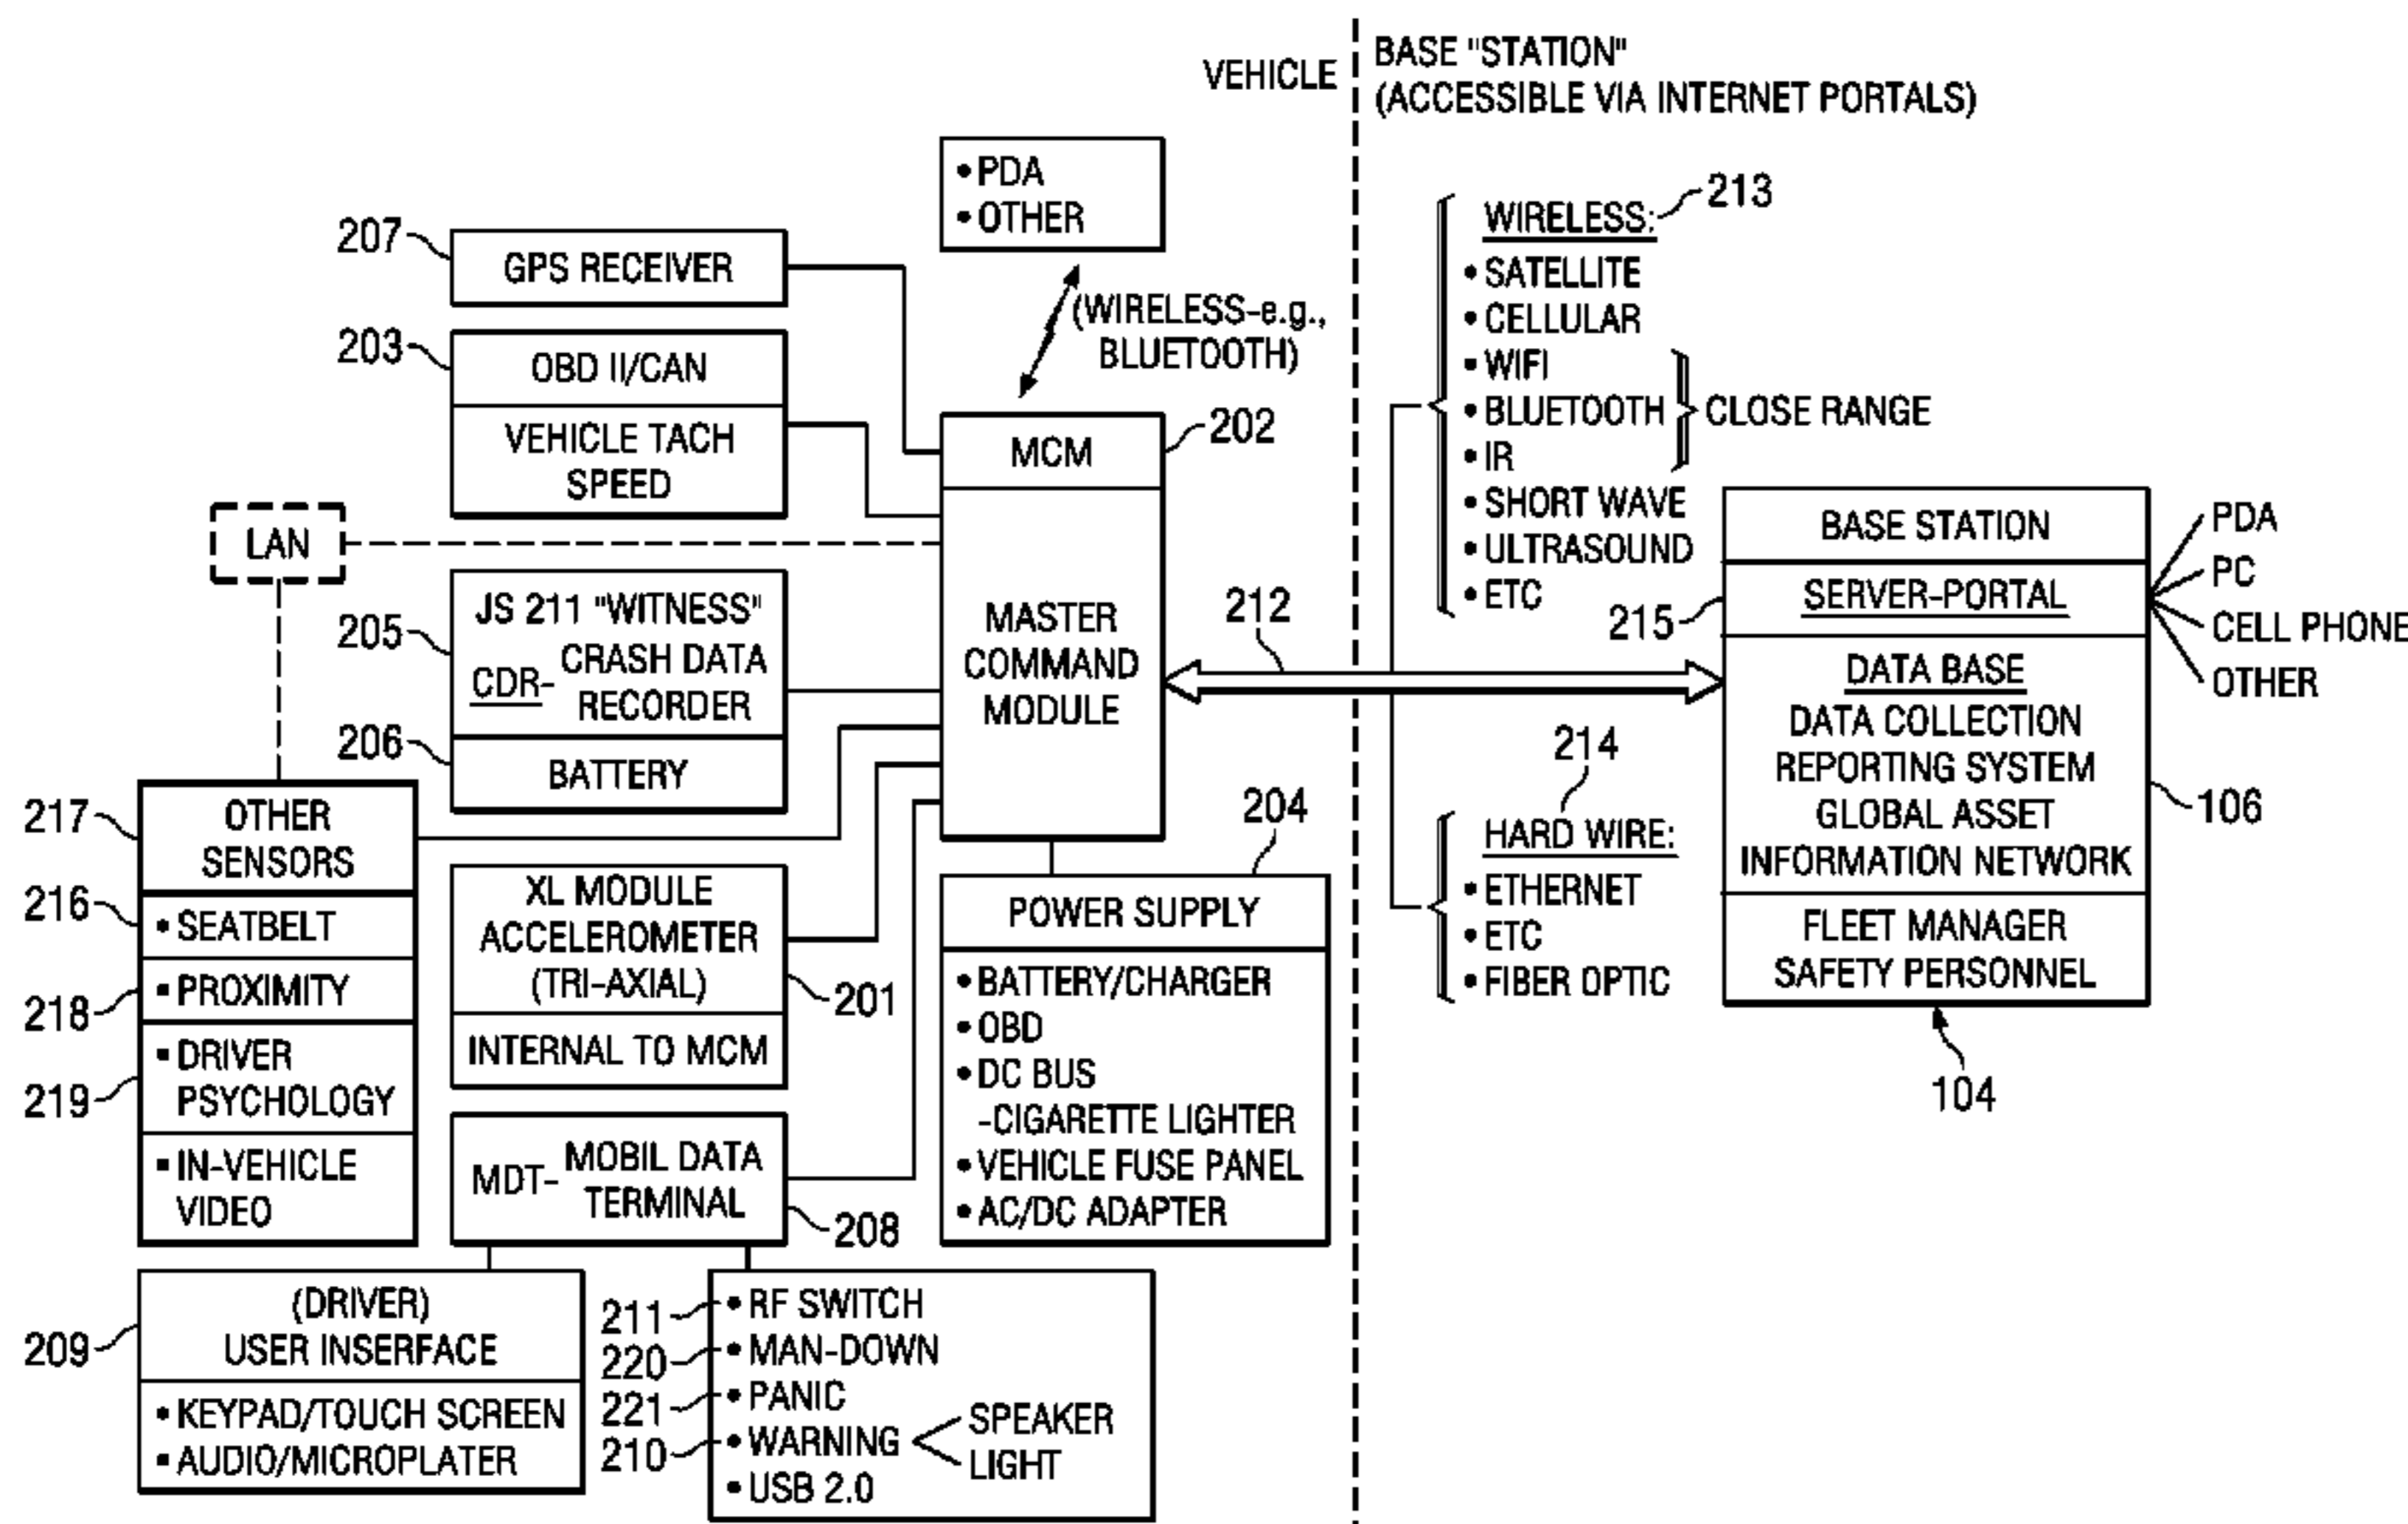 VEHICLE
BASE "STATION"
(ACCESSIBLE VIA INTERNET PORTALS)
• PDA
• OTHER
(WIRELESS-e.g.,
BLUETOOTH)
207
GPS RECEIVER
203
OBD II/CAN
VEHICLE TACH
SPEED
LAN
205
JS 211 "WITNESS"
CDR- CRASH DATA
RECORDER
206
BATTERY
202
MCM
MASTER
COMMAND
MODULE
217
OTHER
SENSORS
216
• SEATBELT
218
▪ PROXIMITY
219
▪ DRIVER
PSYCHOLOGY
▪ IN-VEHICLE
VIDEO
XL MODULE
ACCELEROMETER
(TRI-AXIAL)
201
INTERNAL TO MCM
MDT- MOBIL DATA
TERMINAL
208
204
POWER SUPPLY
• BATTERY/CHARGER
• OBD
• DC BUS
-CIGARETTE LIGHTER
• VEHICLE FUSE PANEL
• AC/DC ADAPTER
209
(DRIVER)
USER INSERFACE
• KEYPAD/TOUCH SCREEN
▪ AUDIO/MICROPLATER
211
• RF SWITCH
220
• MAN-DOWN
221
• PANIC
210
• WARNING
SPEAKER
LIGHT
• USB 2.0
212
WIRELESS:
213
• SATELLITE
• CELLULAR
• WIFI
• BLUETOOTH
CLOSE RANGE
• IR
• SHORT WAVE
• ULTRASOUND
• ETC
214
HARD WIRE:
• ETHERNET
• ETC
• FIBER OPTIC
BASE STATION
215
SERVER-PORTAL
DATA BASE
DATA COLLECTION
REPORTING SYSTEM
GLOBAL ASSET
INFORMATION NETWORK
106
FLEET MANAGER
SAFETY PERSONNEL
104
PDA
PC
CELL PHONE
OTHER